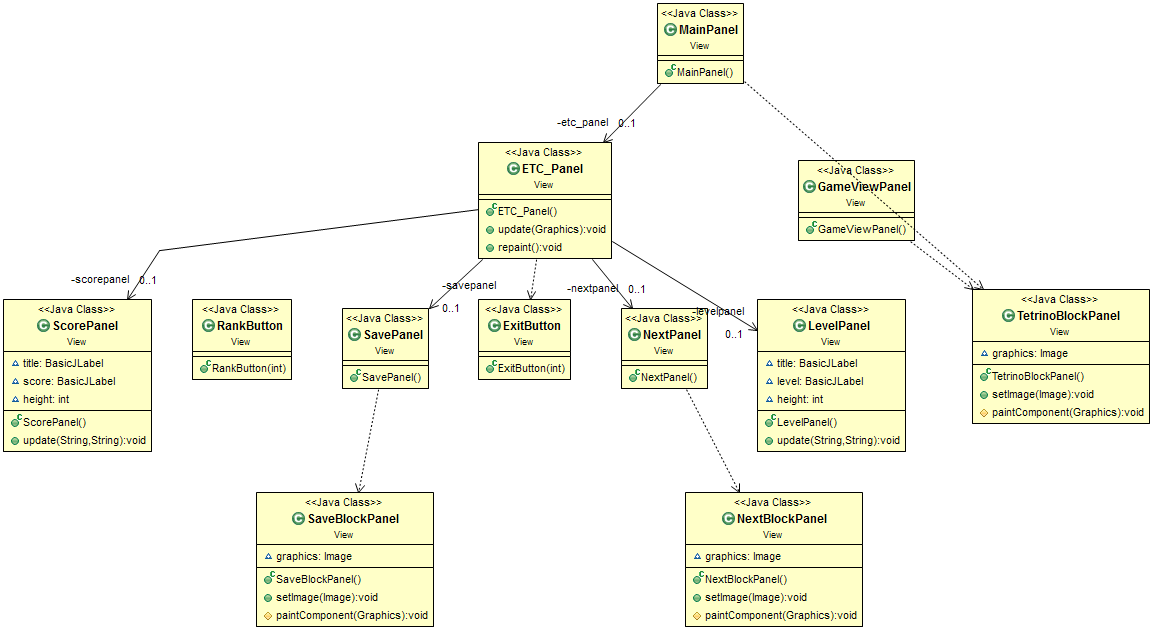 <<Java Class>>
MainPanel
View
MainPanel()
-etc_panel 0..1
<<Java Class>>
ETC_Panel
View
ETC_Panel()
update(Graphics):void
repaint():void
<<Java Class>>
GameViewPanel
View
GameViewPanel()
-scorepanel 0..1
-savepanel
0..1
-nextpanel 0..1
-levelpanel
0..1
<<Java Class>>
ScorePanel
View
title: BasicJLabel
score: BasicJLabel
height: int
ScorePanel()
update(String,String):void
<<Java Class>>
RankButton
View
RankButton(int)
<<Java Class>>
SavePanel
View
SavePanel()
<<Java Class>>
ExitButton
View
ExitButton(int)
<<Java Class>>
NextPanel
View
NextPanel()
<<Java Class>>
LevelPanel
View
title: BasicJLabel
level: BasicJLabel
height: int
LevelPanel()
update(String,String):void
<<Java Class>>
TetrinoBlockPanel
View
graphics: Image
TetrinoBlockPanel()
setImage(Image):void
paintComponent(Graphics):void
<<Java Class>>
SaveBlockPanel
View
graphics: Image
SaveBlockPanel()
setImage(Image):void
paintComponent(Graphics):void
<<Java Class>>
NextBlockPanel
View
graphics: Image
NextBlockPanel()
setImage(Image):void
paintComponent(Graphics):void